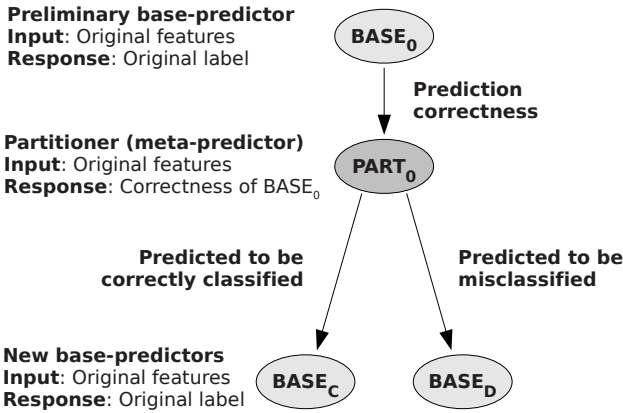 Preliminary base-predictor
Input: Original features
Response: Original label
BASE0
Prediction
correctness
Partitioner (meta-predictor)
Input: Original features
Response: Correctness of BASE0
PART0
Predicted to be
correctly classified
Predicted to be
misclassified
New base-predictors
Input: Original features
Response: Original label
BASEC
BASED